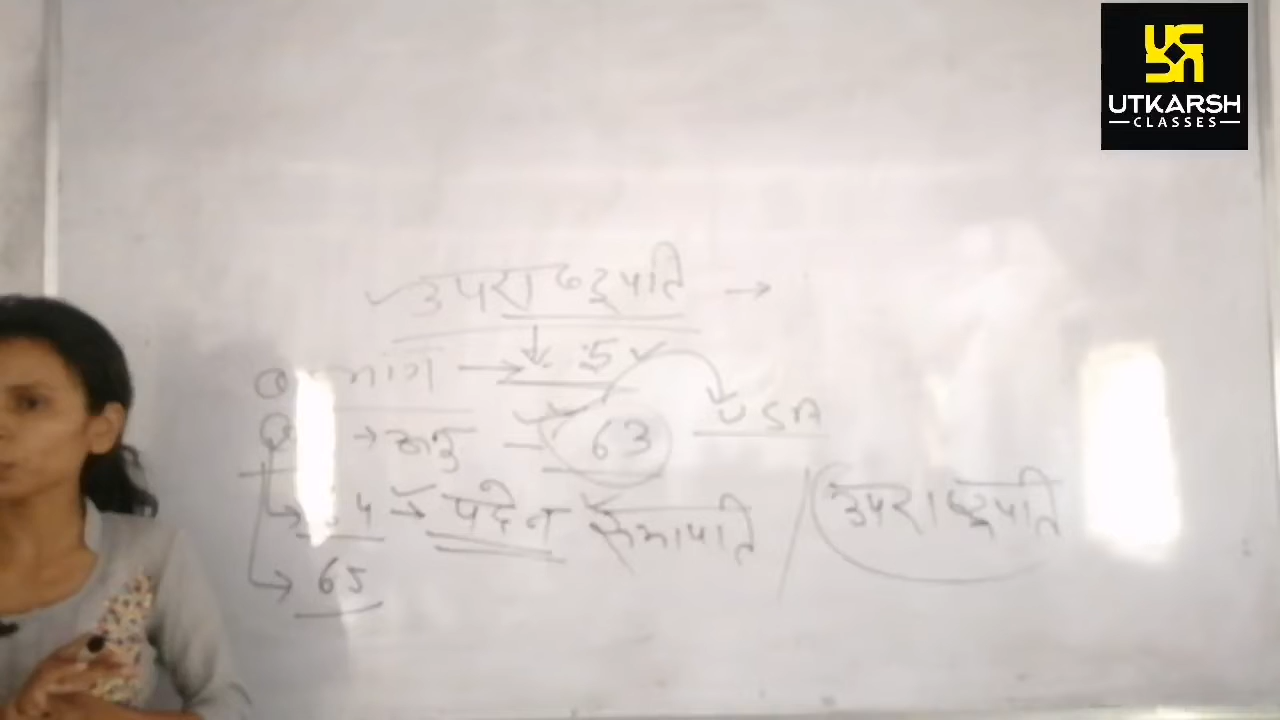 UTKARSH
CLASSES
उपराष्ट्रपति →
भाग → 5
→ अनु – 63 USA
→ पदेन सभापति / उपराष्ट्रपति
→ 65